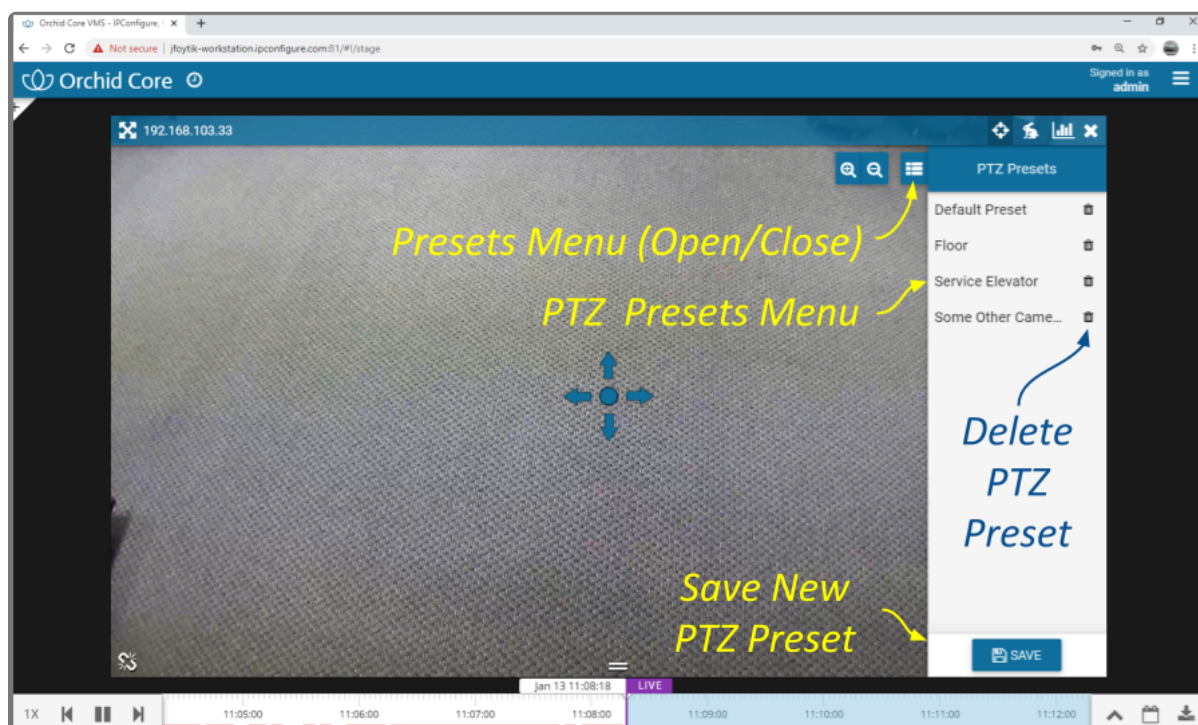 Orchid Core VMS - IPConfigure,
Not secure | jfoytik-workstation.ipconfigure.com:81/#!/stage
Orchid Core
Signed in as
admin
192.168.103.33
PTZ Presets
Default Preset
Presets Menu (Open/Close)
Floor
Service Elevator
PTZ Presets Menu
Some Other Came...
Delete
PTZ
Preset
Save New
PTZ Preset
SAVE
Jan 13 11:08:18 LIVE
1X 11:05:00 11:06:00 11:07:00 11:08:00 11:09:00 11:10:00 11:11:00 11:12:00